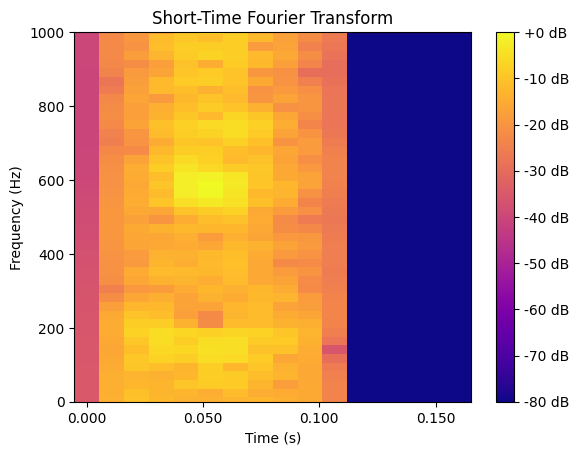 Short-Time Fourier Transform
Frequency (Hz)
1000
800
600
400
200
0
0.000
0.050
0.100
0.150
Time (s)
+0 dB
-10 dB
-20 dB
-30 dB
-40 dB
-50 dB
-60 dB
-70 dB
-80 dB